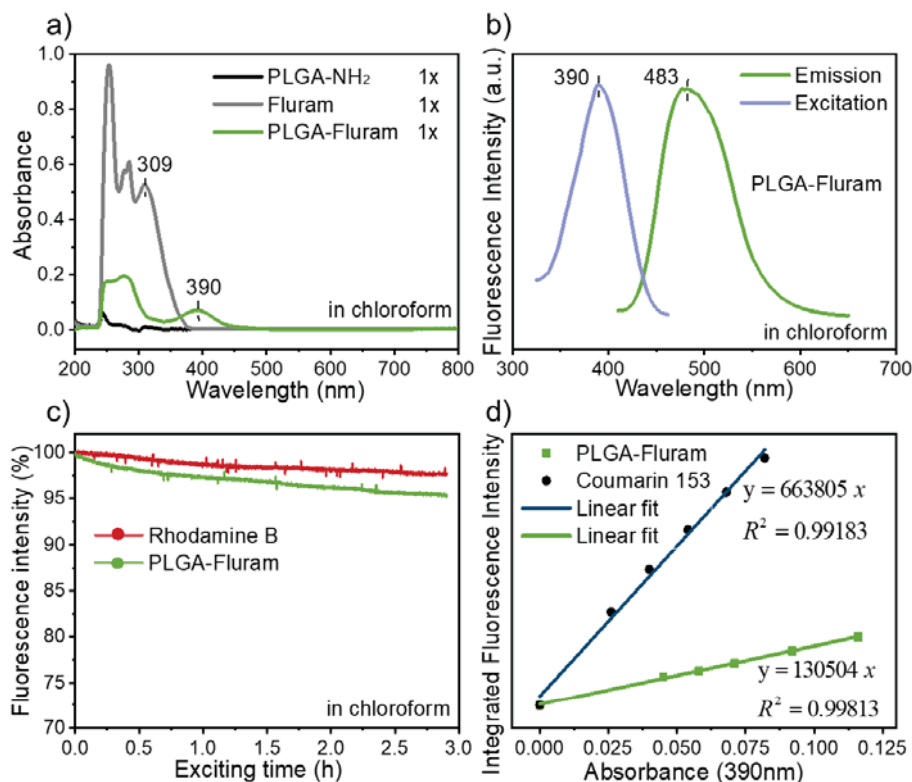 a)
Absorbance
1.0
0.8
0.6
0.4
0.2
0.0
PLGA-NH₂ 1x
Fluram 1x
PLGA-Fluram 1x
309
390
in chloroform
200 300 400 500 600 700 800
Wavelength (nm)
b)
Fluorescence Intensity (a.u.)
390
483
Emission
Excitation
PLGA-Fluram
in chloroform
300 400 500 600 700
Wavelength (nm)
c)
Fluorescence intensity (%)
105
100
95
90
85
80
75
70
Rhodamine B
PLGA-Fluram
in chloroform
0.0 0.5 1.0 1.5 2.0 2.5 3.0
Exciting time (h)
d)
Integrated Fluorescence Intensity
PLGA-Fluram
Coumarin 153
Linear fit
Linear fit
y = 663805 x
R² = 0.99183
y = 130504 x
R² = 0.99813
0.000 0.025 0.050 0.075 0.100 0.125
Absorbance (390nm)